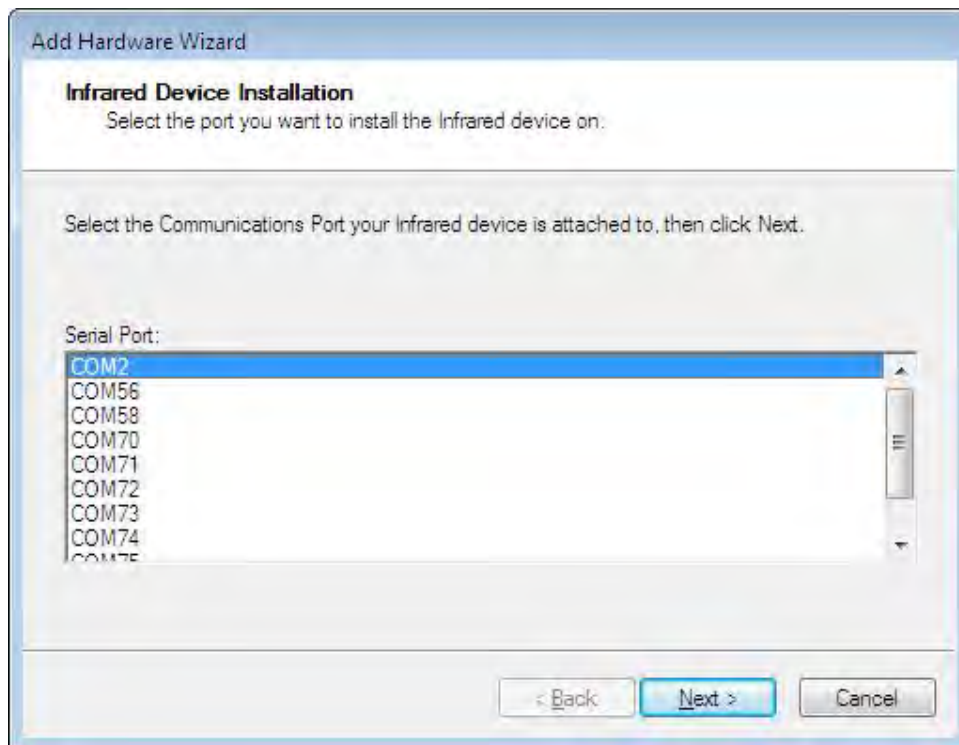 Add Hardware Wizard
Infrared Device Installation
Select the port you want to install the Infrared device on:
Select the Communications Port your Infrared device is attached to, then click Next.
Serial Port:
COM2
COM56
COM58
COM70
COM71
COM72
COM73
COM74
COM75
< Back
Next >
Cancel